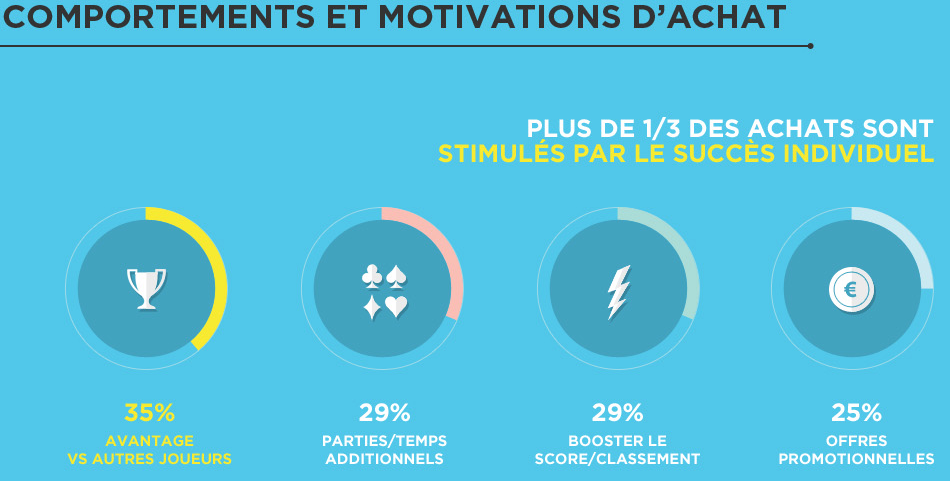 COMPORTEMENTS ET MOTIVATIONS D’ACHAT
PLUS DE 1/3 DES ACHATS SONT
STIMULÉS PAR LE SUCCÈS INDIVIDUEL
€
35%
AVANTAGE
VS AUTRES JOUEURS
29%
PARTIES/TEMPS
ADDITIONNELS
29%
BOOSTER LE
SCORE/CLASSEMENT
25%
OFFRES
PROMOTIONNELLES